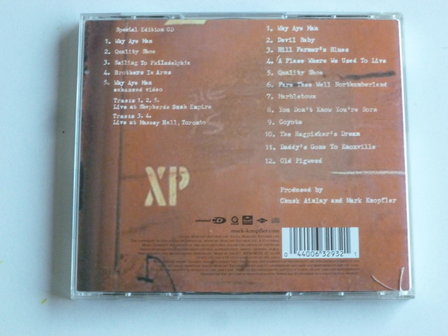 Special Edition CD
1. Why Aye Man
2. Quality Shoe
3. Sailing To Philadelphia
4. Brothers In Arms
5. Why Aye Man
enhanced video
Tracks 1, 2, 5.
Live at Shepherds Bush Empire
Tracks 3, 4.
Live at Massey Hall, Toronto
XP
1. Why Aye Man
2. Devil Baby
3. Hill Farmer's Blues
4. A Place Where We Used To Live
5. Quality Shoe
6. Fare Thee Well Northumberland
7. Marbletown
8. You Don't Know You're Born
9. Coyote
10. The Ragpicker's Dream
11. Daddy's Gone To Knoxville
12. Old Pigweed
Produced by
Chuck Ainlay and Mark Knopfler
mark-knopfler.com
0 44006 32932 1